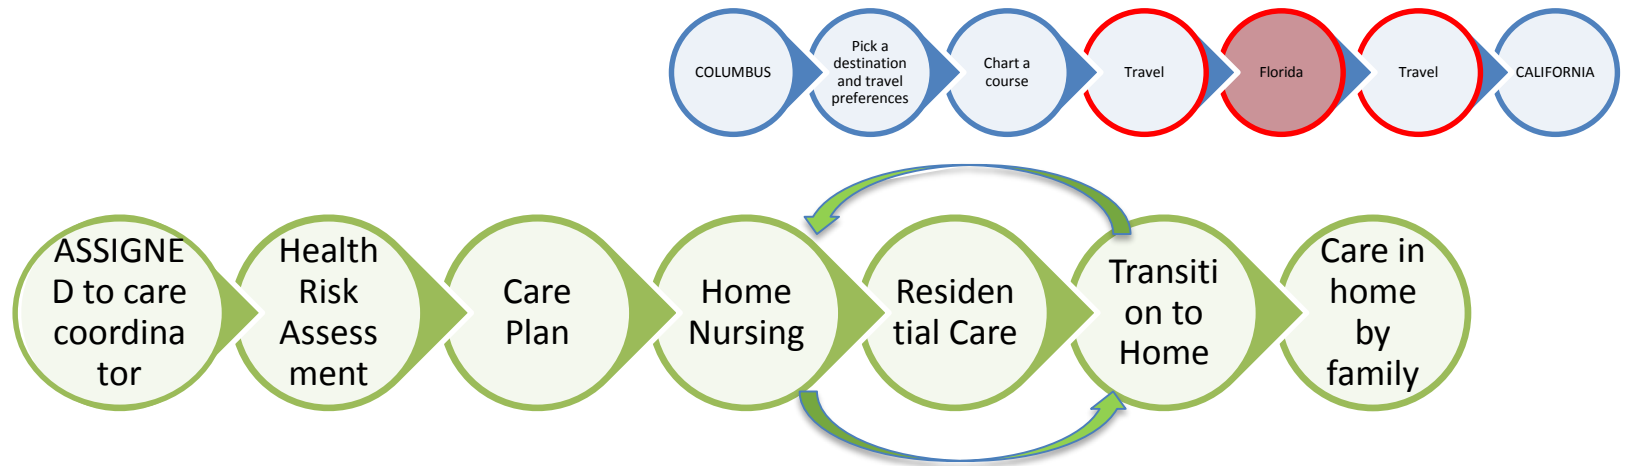 COLUMBUS
Pick a
destination
and travel
preferences
Chart a
course
Travel
Florida
Travel
CALIFORNIA
ASSIGNE
D to care
coordina
tor
Health
Risk
Assess
ment
Care
Plan
Home
Nursing
Residen
tial Care
Transiti
on to
Home
Care in
home
by
family